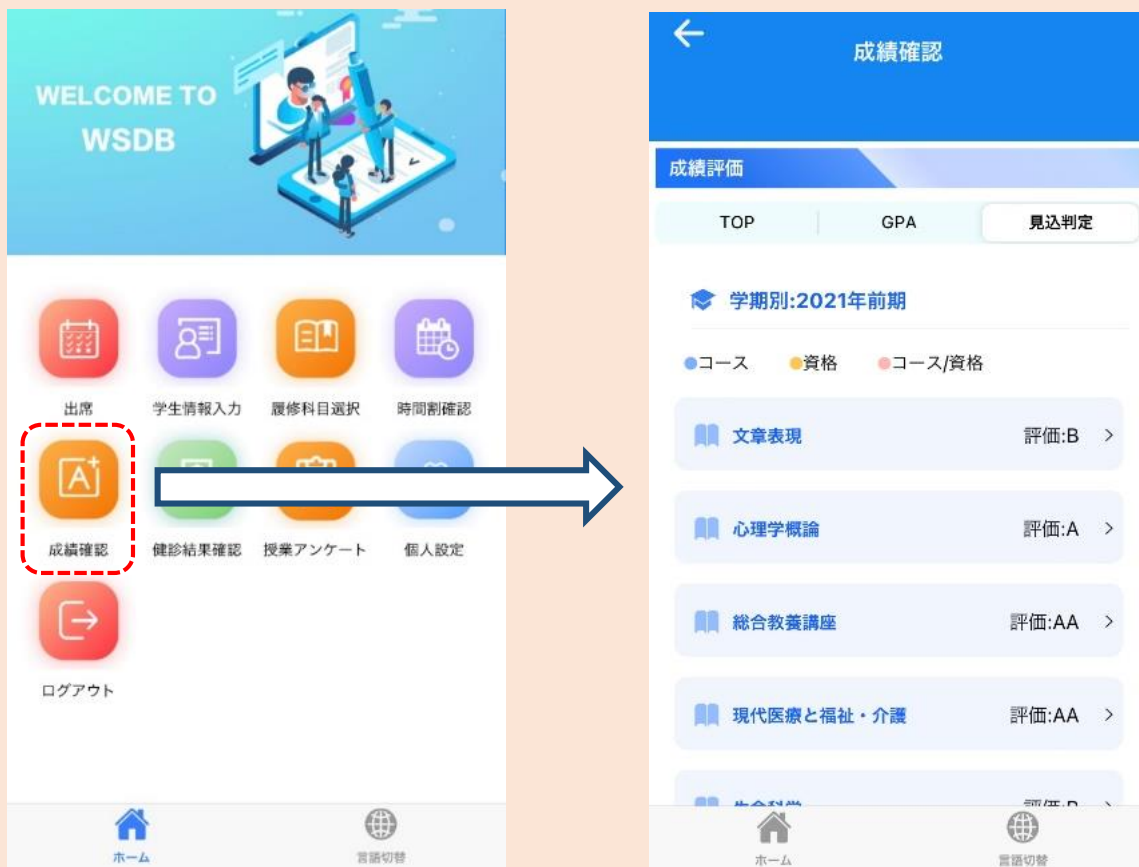 WELCOME TO
WSDB
出席
学生情報入力
履修科目選択
時間割確認
成績確認
健診結果確認
授業アンケート
個人設定
ログアウト
ホーム
言語切替
成績確認
成績評価
TOP
GPA
見込判定
学期別:2021年前期
コース
資格
コース/資格
文章表現
評価:B
心理学概論
評価:A
総合教養講座
評価:AA
現代医療と福祉・介護
評価:AA
ホーム
言語切替